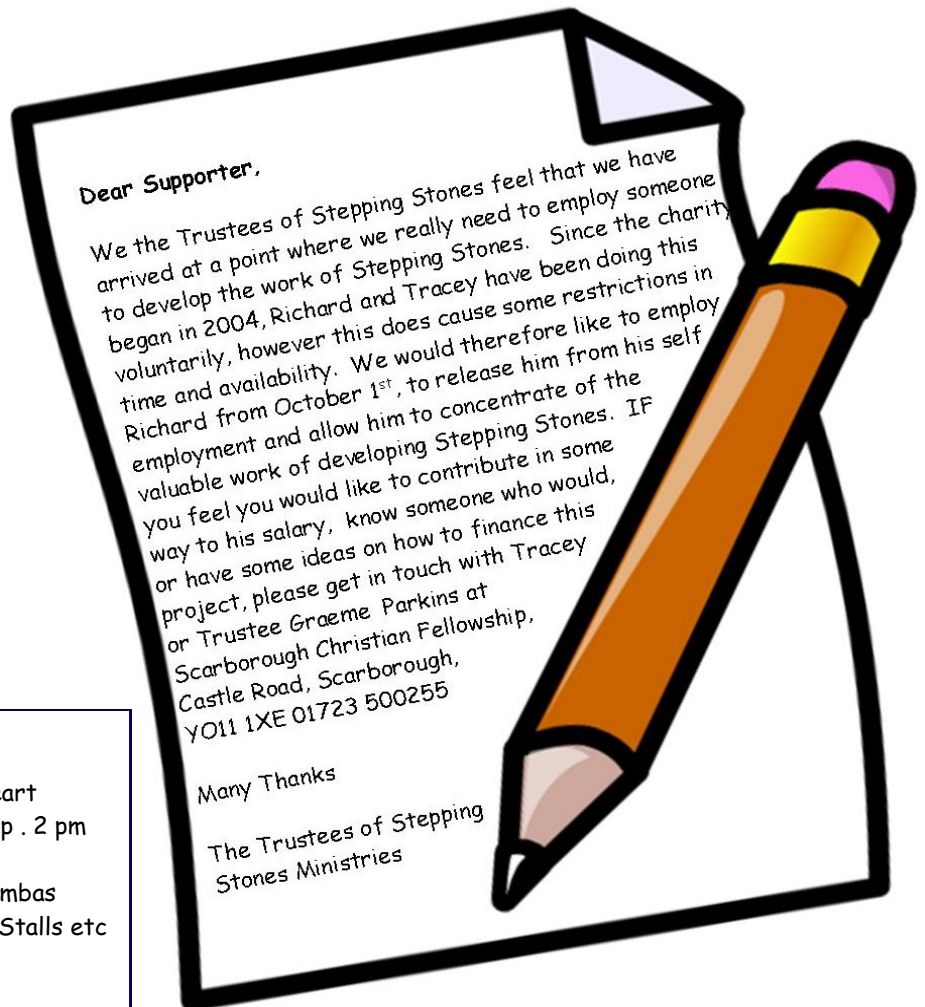 Dear Supporter,
We the Trustees of Stepping Stones feel that we have
arrived at a point where we really need to employ someone
to develop the work of Stepping Stones. Since the charity
began in 2004, Richard and Tracey have been doing this
voluntarily, however this does cause some restrictions in
time and availability. We would therefore like to employ
Richard from October 1st, to release him from his self
employment and allow him to concentrate of the
valuable work of developing Stepping Stones. IF
you feel you would like to contribute in some
way to his salary, know someone who would,
or have some ideas on how to finance this
project, please get in touch with Tracey
or Trustee Graeme Parkins at
Scarborough Christian Fellowship,
Castle Road, Scarborough,
YO11 1XE 01723 500255
Many Thanks
The Trustees of Stepping
Stones Ministries
p . 2 pm
Stalls etc